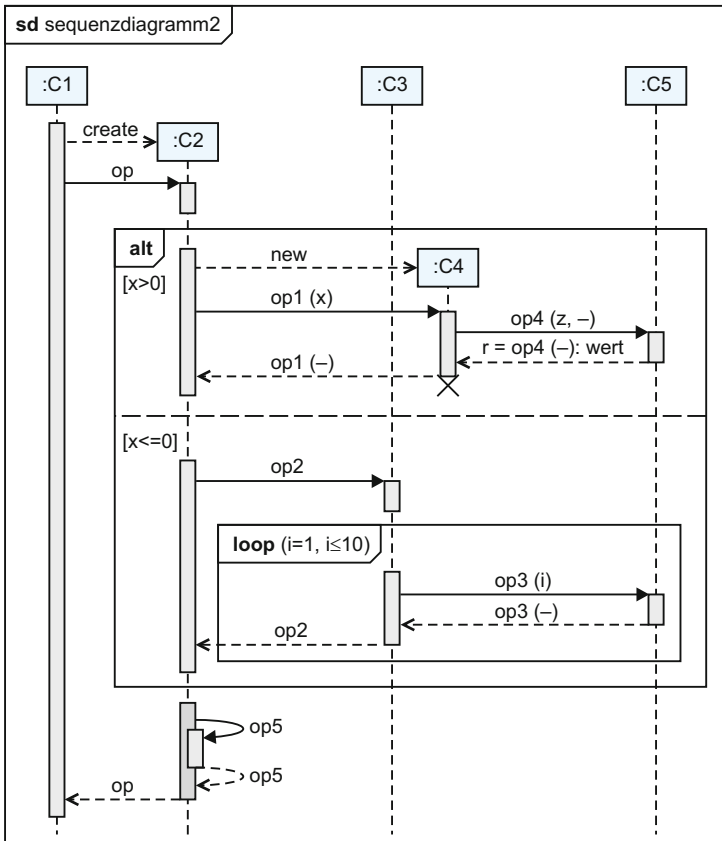 sd sequenzdiagramm2
:C1
:C3
:C5
create
:C2
op
alt
[x>0]
new
:C4
op1 (x)
op4 (z, –)
r = op4 (–): wert
op1 (–)
[x<=0]
op2
loop (i=1, i≤10)
op3 (i)
op3 (–)
op2
op5
op5
op